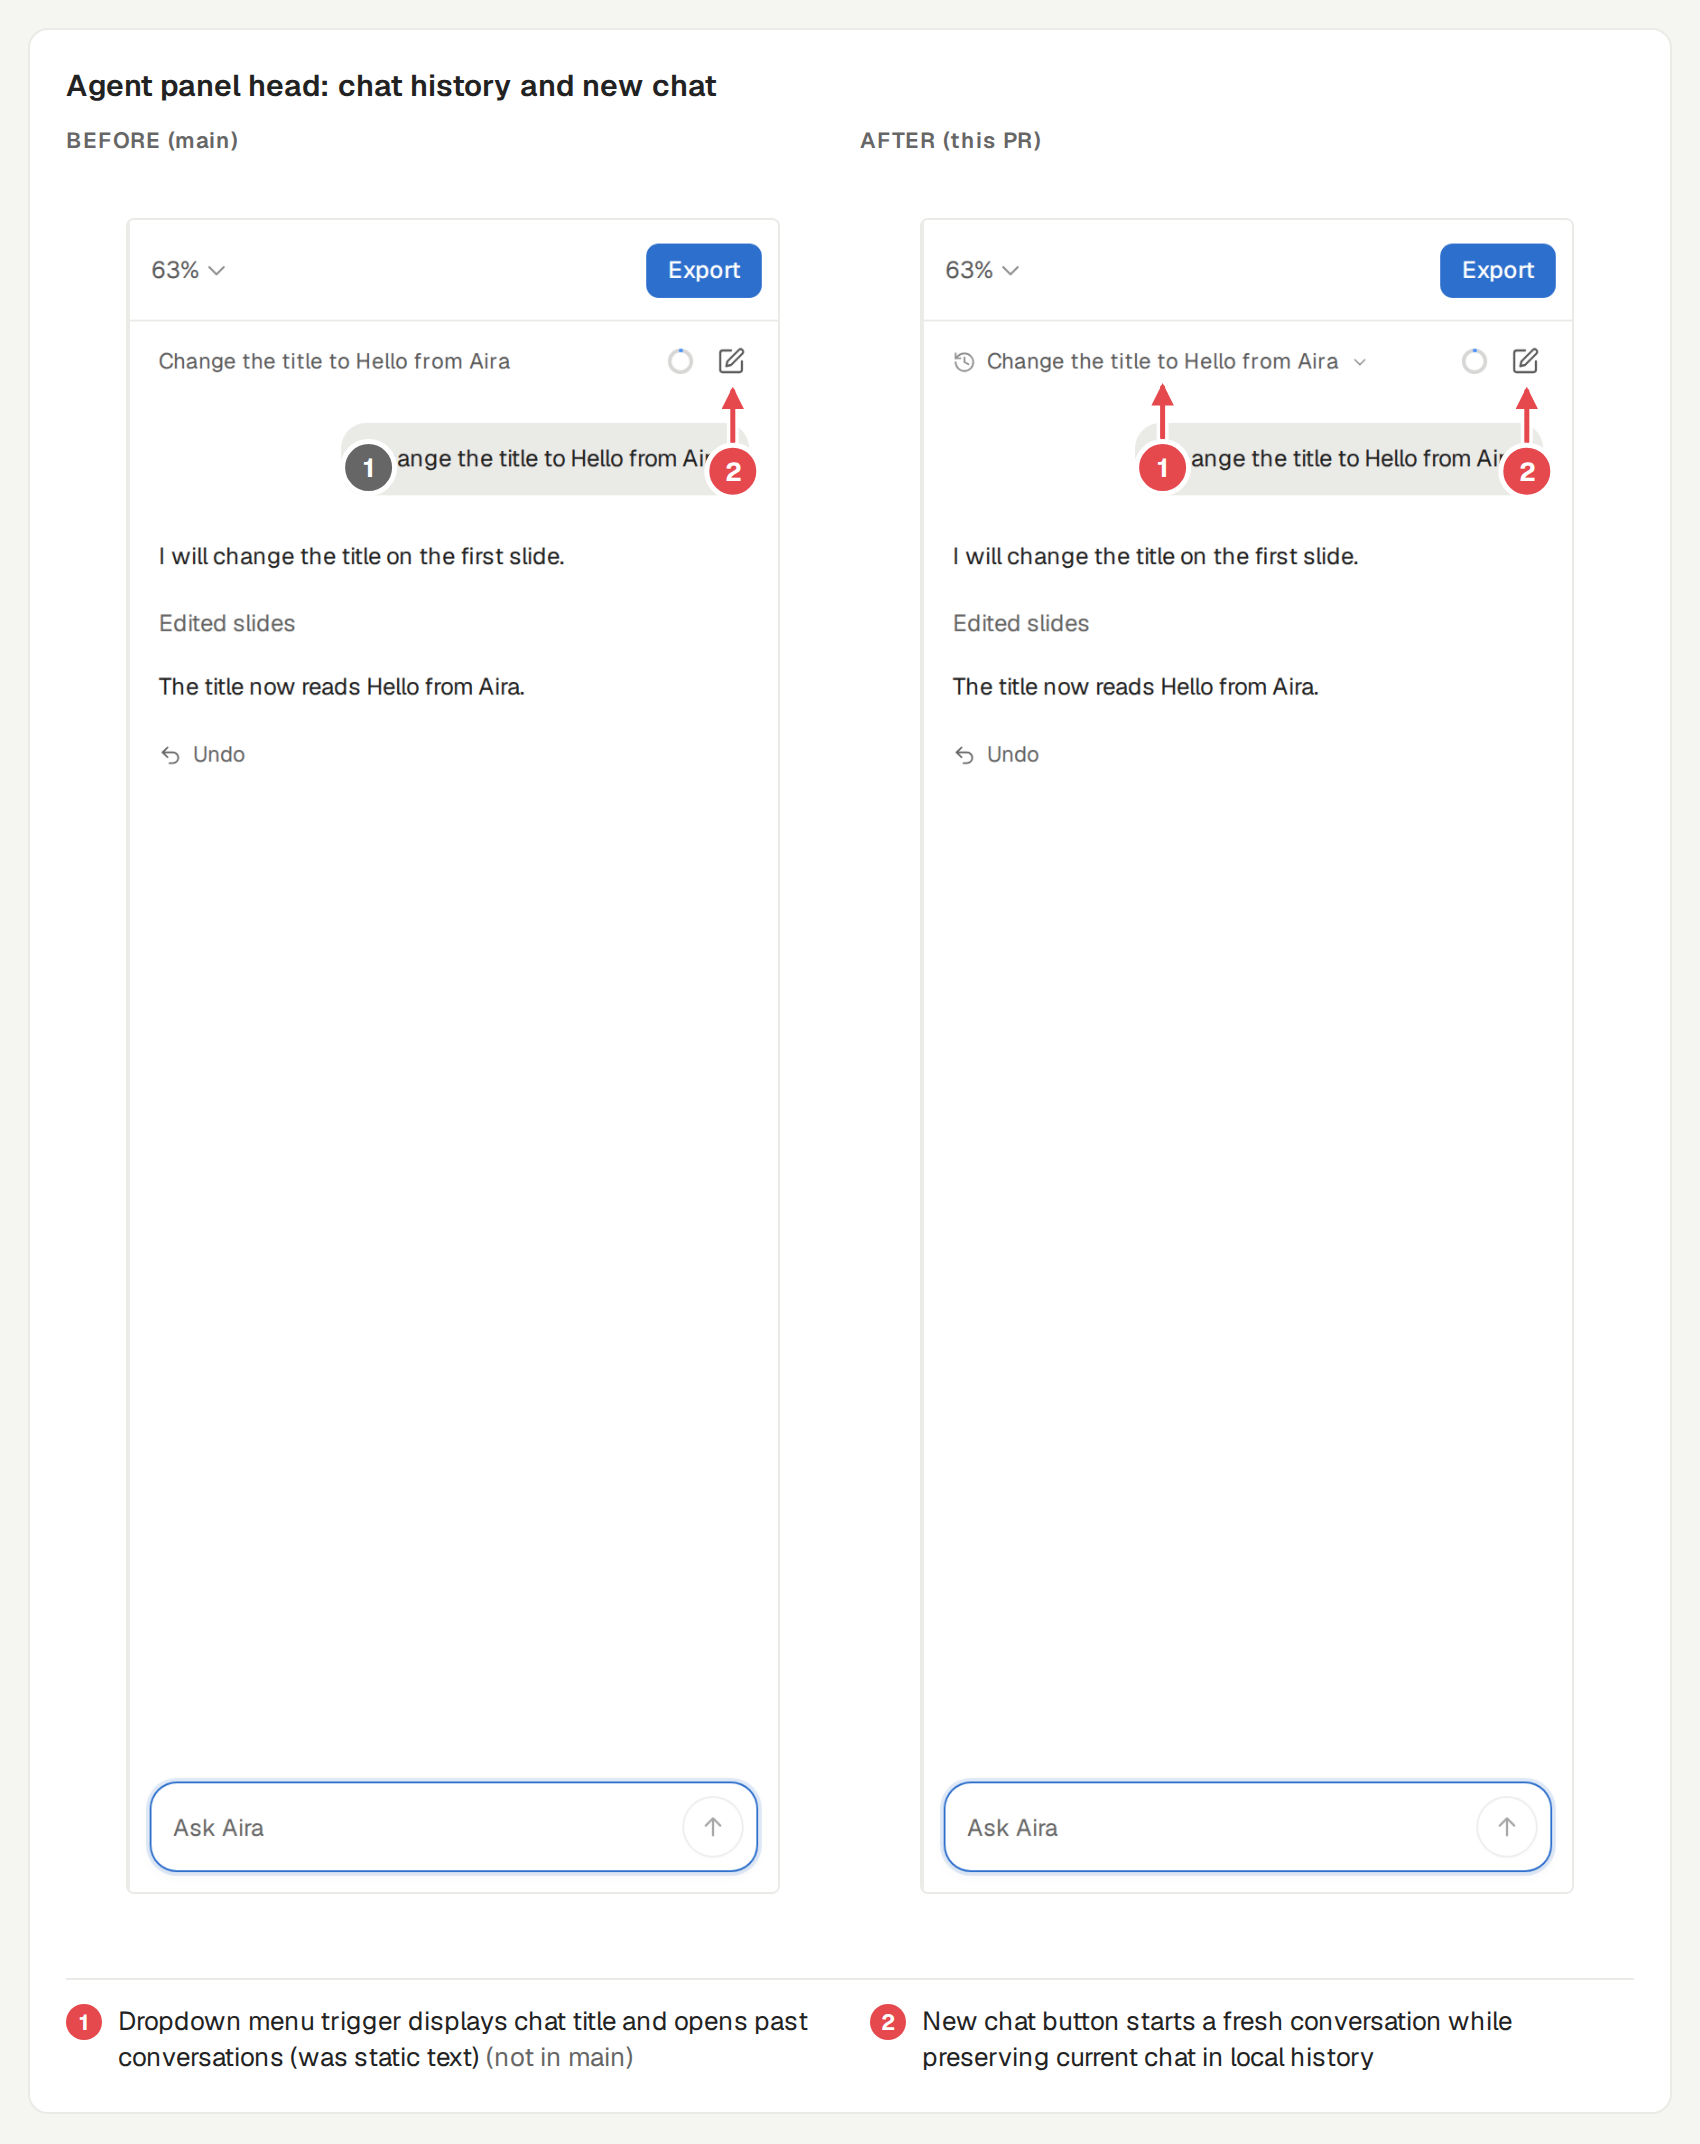 Agent panel head: chat history and new chat
BEFORE (main)
63%
Export
Change the title to Hello from Aira
1
ange the title to Hello from Air
2
I will change the title on the first slide.
Edited slides
The title now reads Hello from Aira.
Undo
Ask Aira
AFTER (this PR)
63%
Export
Change the title to Hello from Aira
1
ange the title to Hello from Air
2
I will change the title on the first slide.
Edited slides
The title now reads Hello from Aira.
Undo
Ask Aira
1 Dropdown menu trigger displays chat title and opens past
conversations (was static text) (not in main)
2 New chat button starts a fresh conversation while
preserving current chat in local history